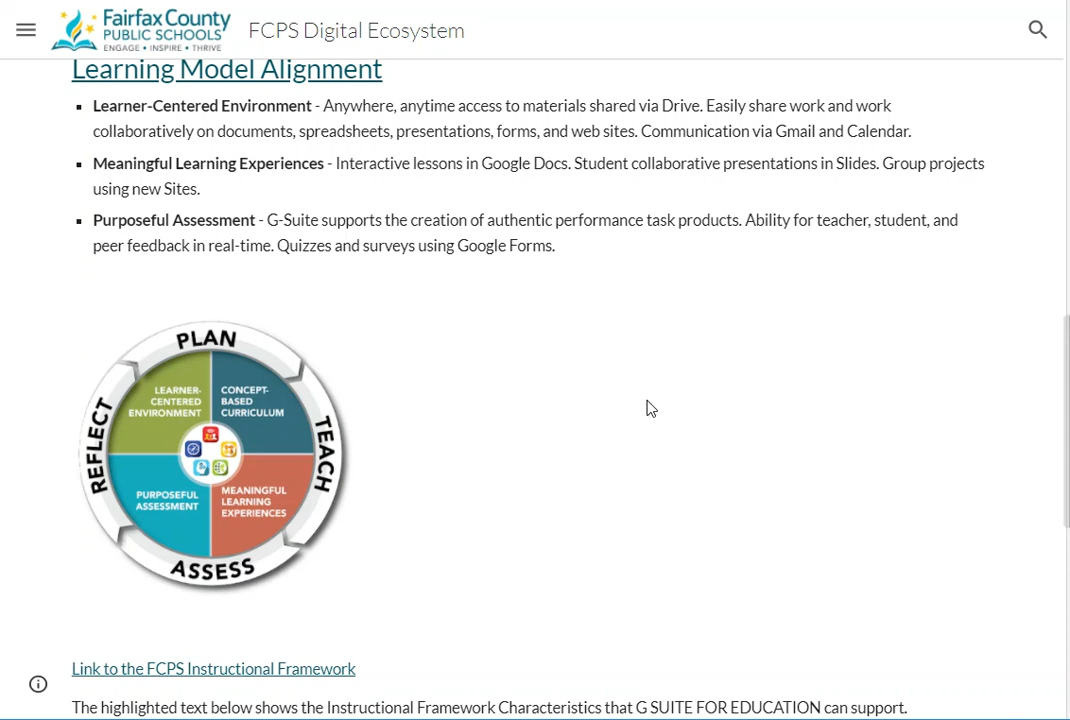 Fairfax County
PUBLIC SCHOOLS
ENGAGE • INSPIRE • THRIVE
FCPS Digital Ecosystem
Learning Model Alignment
▪ Learner-Centered Environment - Anywhere, anytime access to materials shared via Drive. Easily share work and work
collaboratively on documents, spreadsheets, presentations, forms, and web sites. Communication via Gmail and Calendar.
▪ Meaningful Learning Experiences - Interactive lessons in Google Docs. Student collaborative presentations in Slides. Group projects
using new Sites.
▪ Purposeful Assessment - G-Suite supports the creation of authentic performance task products. Ability for teacher, student, and
peer feedback in real-time. Quizzes and surveys using Google Forms.
PLAN
TEACH
ASSESS
REFLECT
LEARNER-
CENTERED
ENVIRONMENT
CONCEPT-
BASED
CURRICULUM
PURPOSEFUL
ASSESSMENT
MEANINGFUL
LEARNING
EXPERIENCES
Link to the FCPS Instructional Framework
The highlighted text below shows the Instructional Framework Characteristics that G SUITE FOR EDUCATION can support.